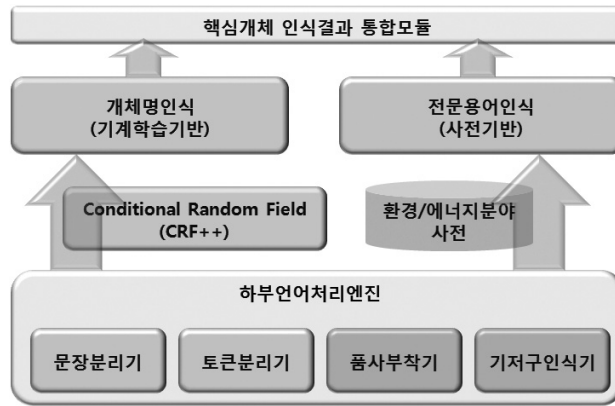 핵심개체 인식결과 통합모듈
개체명인식
(기계학습기반)
전문용어인식
(사전기반)
Conditional Random Field
(CRF++)
환경/에너지분야
사전
하부언어처리엔진
문장분리기
토큰분리기
품사부착기
기저구인식기